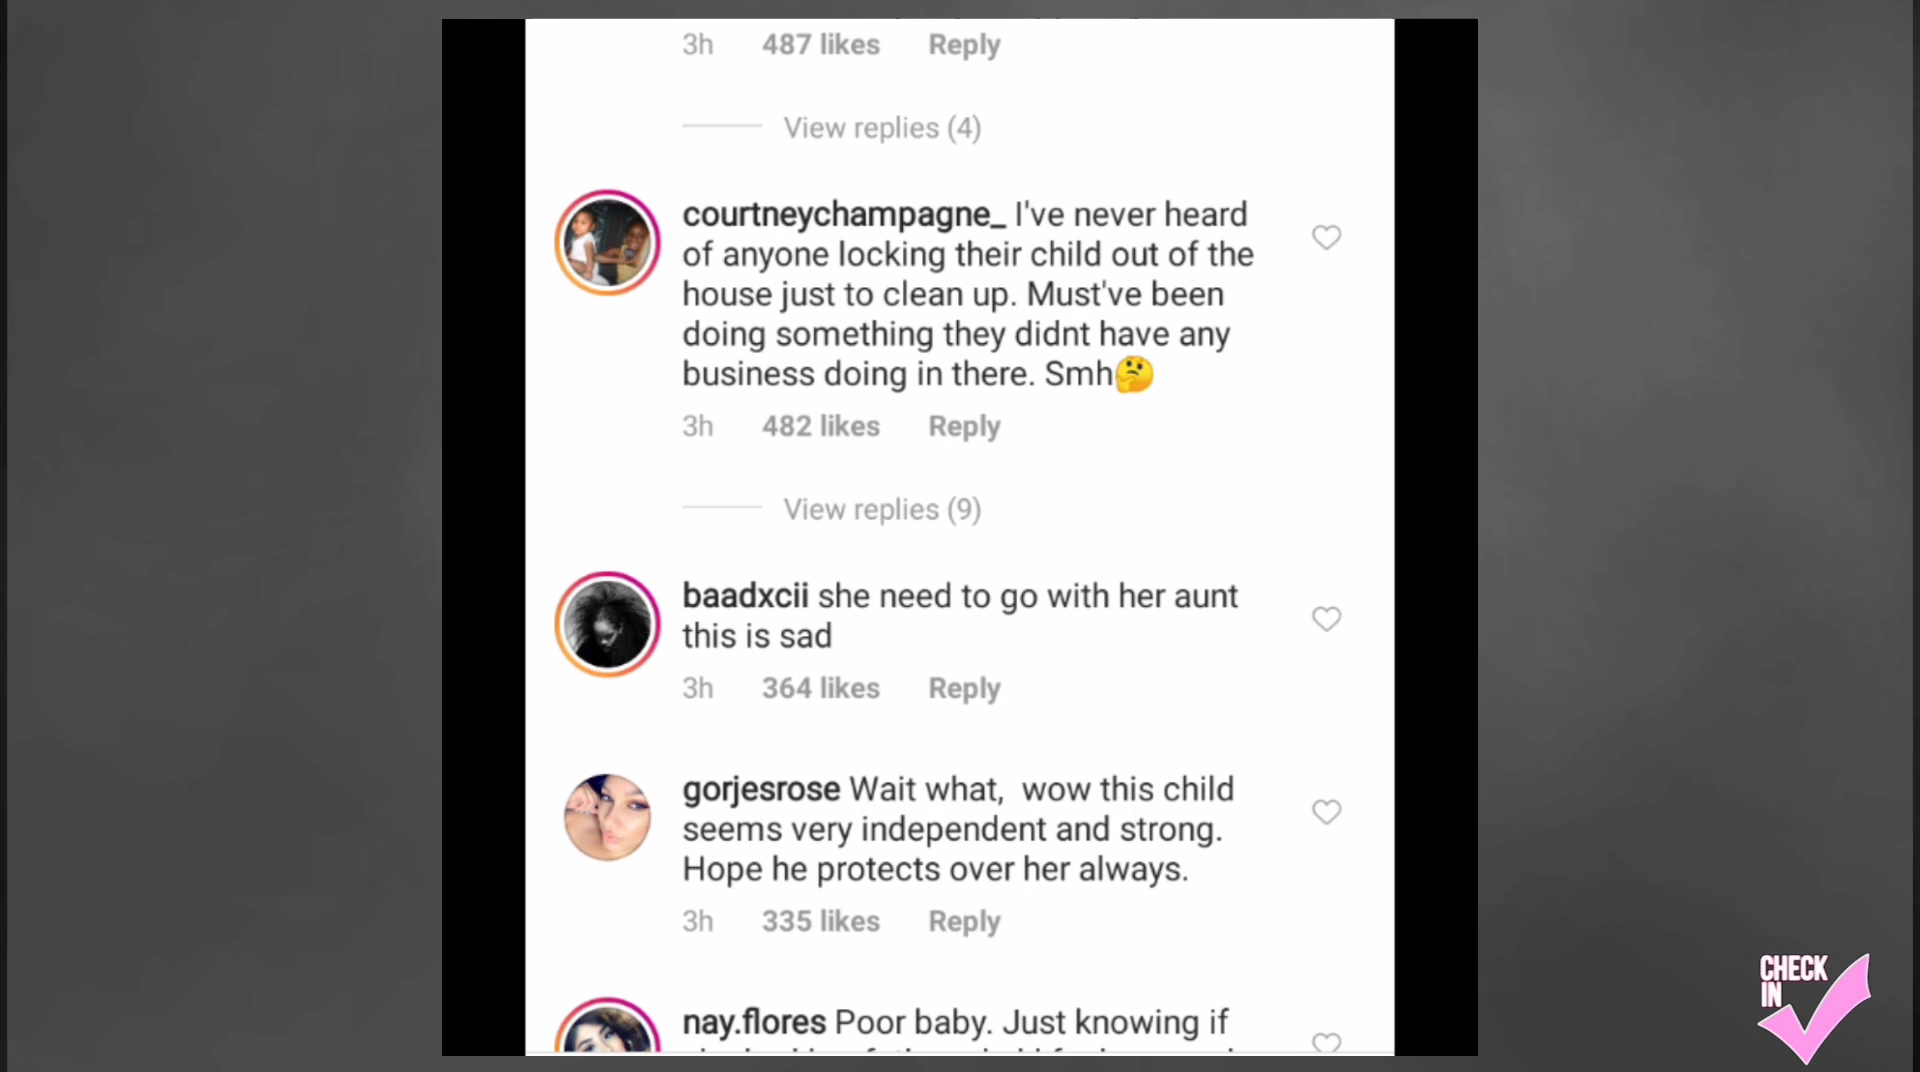 3h 487 likes Reply
View replies (4)
courtneychampagne_ I've never heard
of anyone locking their child out of the
house just to clean up. Must've been
doing something they didnt have any
business doing in there. Smh🤔
3h 482 likes Reply
View replies (9)
baadxcii she need to go with her aunt
this is sad
3h 364 likes Reply
gorjesrose Wait what,  wow this child
seems very independent and strong.
Hope he protects over her always.
3h 335 likes Reply
nay.flores Poor baby. Just knowing if
CHECK
IN